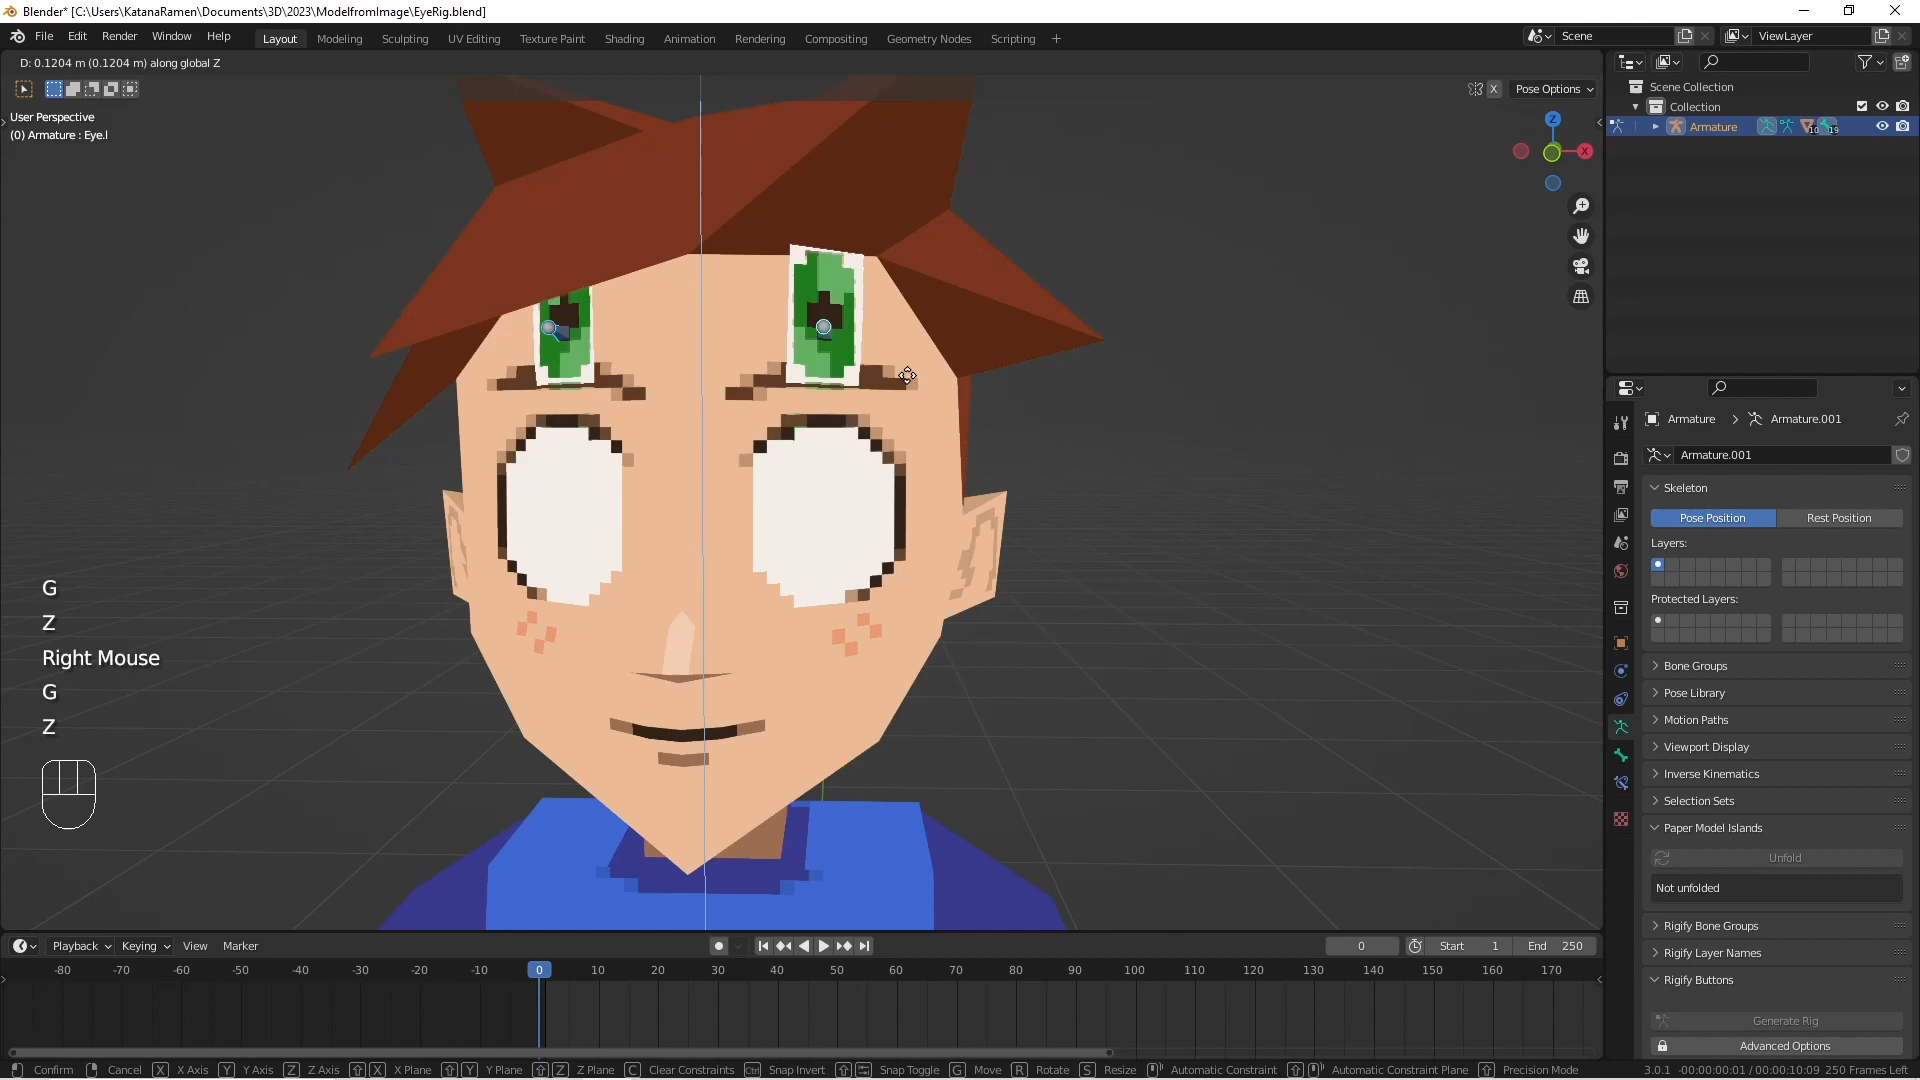 Blender* [C:\Users\KatanaRamen\Documents\3D\2023\ModelfromImage\EyeRig.blend]
File Edit Render Window Help Layout Modeling Sculpting UV Editing Texture Paint Shading Animation Rendering Compositing Geometry Nodes Scripting + Scene ViewLayer
D: 0.1204 m (0.1204 m) along global Z
X Pose Options
User Perspective
(0) Armature : Eye.l
Z
X
Scene Collection
Collection
Armature 10 19
Armature > Armature.001
Armature.001
Skeleton
Pose Position Rest Position
Layers:
Protected Layers:
Bone Groups
Pose Library
Motion Paths
Viewport Display
Inverse Kinematics
Selection Sets
Paper Model Islands
Unfold
Not unfolded
Rigify Bone Groups
Rigify Layer Names
Rigify Buttons
Generate Rig
Advanced Options
G
Z
Right Mouse
G
Z
Playback Keying View Marker 0 Start 1 End 250
-80 -70 -60 -50 -40 -30 -20 -10 0 10 20 30 40 50 60 70 80 90 100 110 120 130 140 150 160 170
Confirm Cancel X X Axis Y Y Axis Z Z Axis X X Plane Y Y Plane Z Z Plane C Clear Constraints Ctrl Snap Invert Snap Toggle G Move R Rotate S Resize Automatic Constraint Automatic Constraint Plane Precision Mode 3.0.1 -00:00:00:01 / 00:00:10:09 250 Frames Left